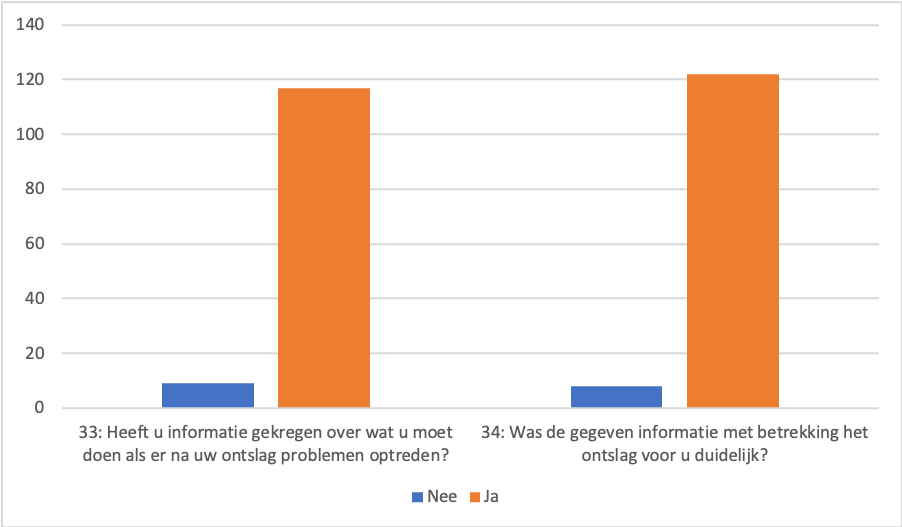 140
120
100
80
60
40
20
0
33: Heeft u informatie gekregen over wat u moet
doen als er na uw ontslag problemen optreden?
34: Was de gegeven informatie met betrekking het
ontslag voor u duidelijk?
Nee Ja